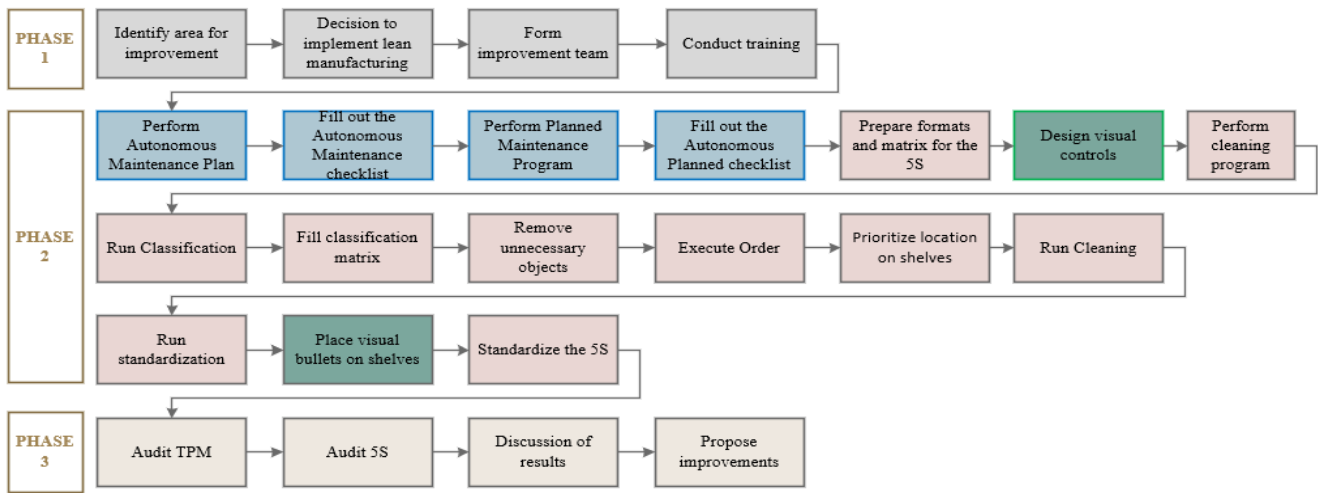 PHASE
1
Identify area for
improvement
Decision to
implement lean
manufacturing
Form
improvement team
Conduct training
PHASE
2
Perform
Autonomous
Maintenance Plan
Fill out the
Autonomous
Maintenance
checklist
Perform Planned
Maintenance
Program
Fill out the
Autonomous
Planned checklist
Prepare formats
and matrix for the
5S
Design visual
controls
Perform
cleaning
program
Run Classification
Fill classification
matrix
Remove
unnecessary
objects
Execute Order
Prioritize location
on shelves
Run Cleaning
Run
standardization
Place visual
bullets on shelves
Standardize the 5S
PHASE
3
Audit TPM
Audit 5S
Discussion of
results
Propose
improvements